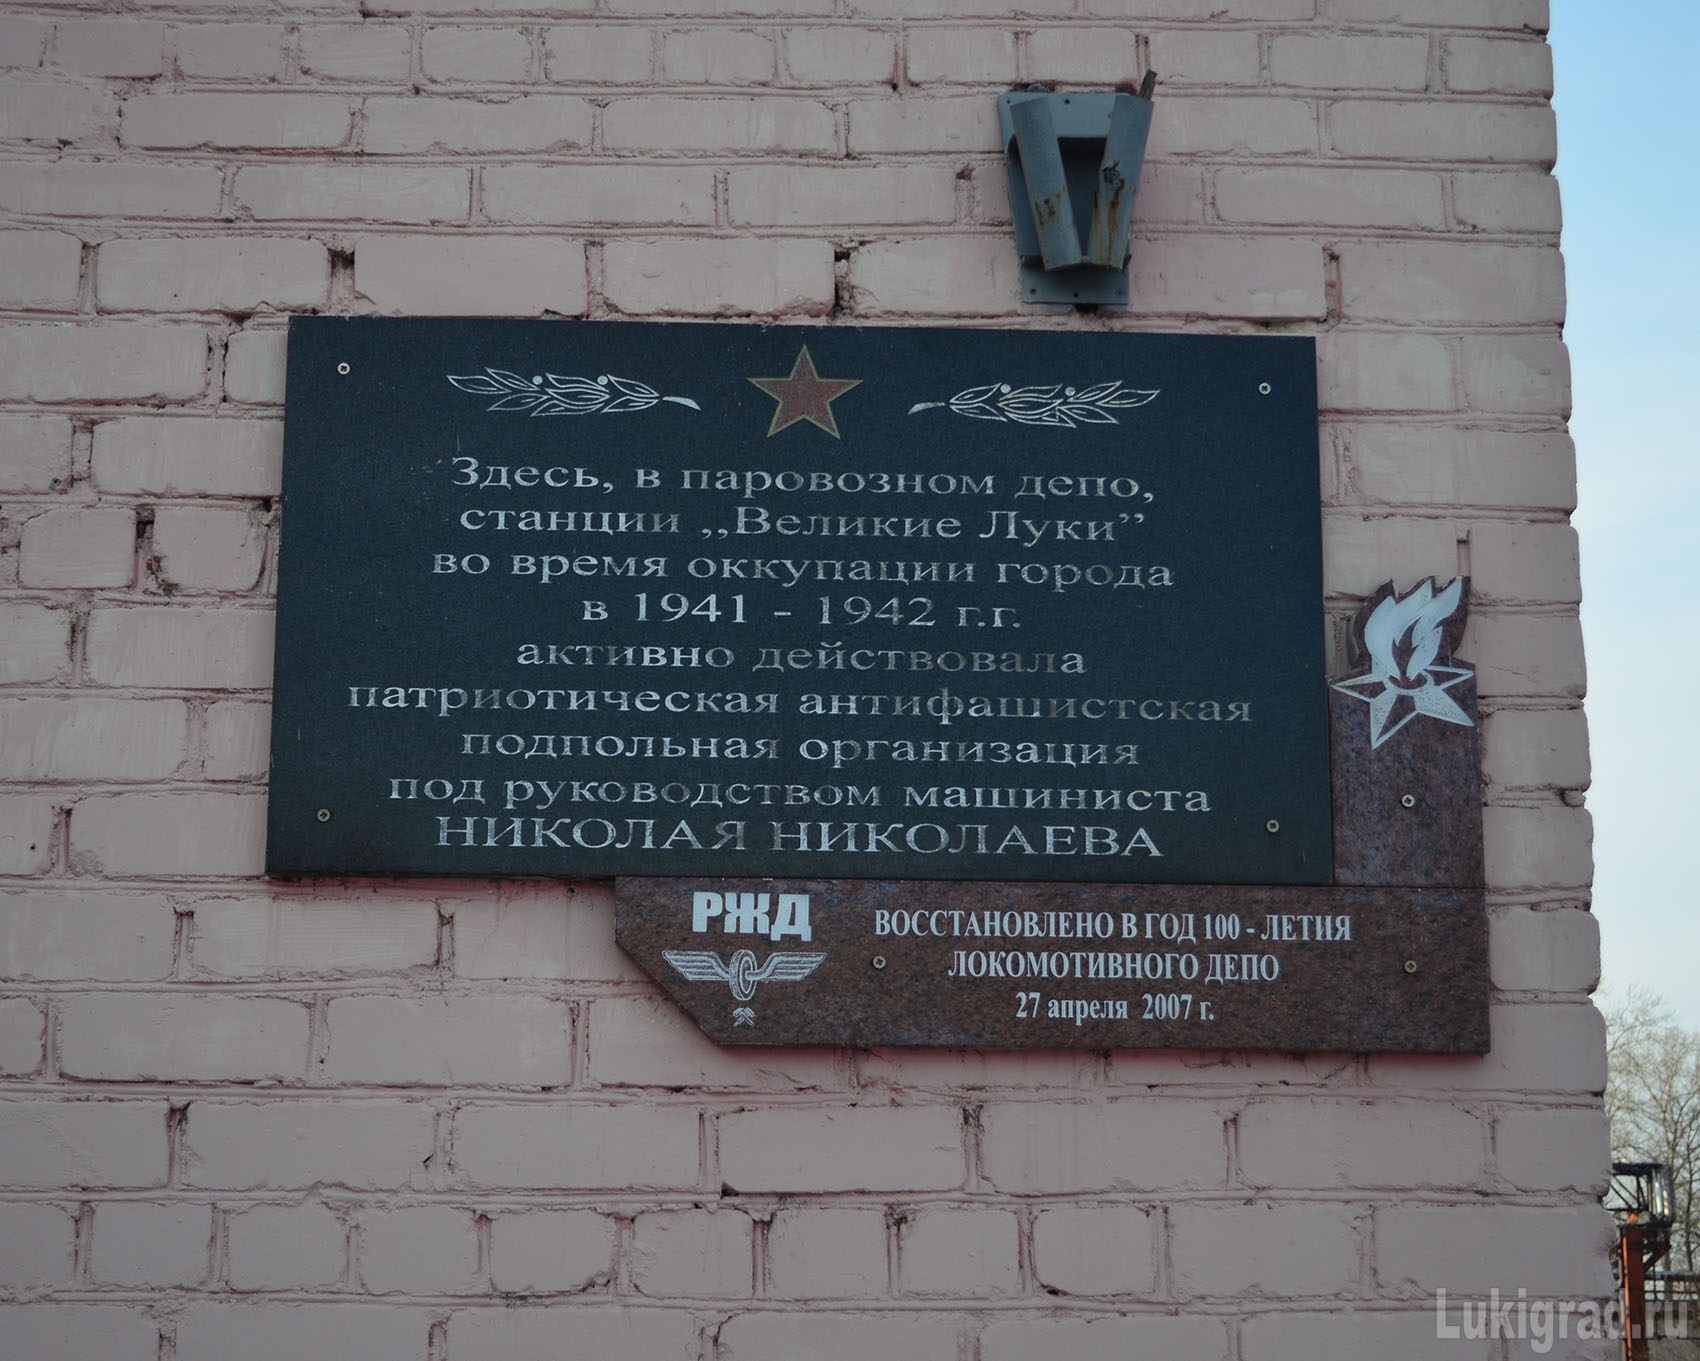 Здесь, в паровозном депо,
станции ,,Великие Луки”
во время оккупации города
в 1941 - 1942 г.г.
активно действовала
патриотическая антифашистская
подпольная организация
под руководством машиниста
НИКОЛАЯ НИКОЛАЕВА
РЖД
ВОССТАНОВЛЕНО В ГОД 100 - ЛЕТИЯ
ЛОКОМОТИВНОГО ДЕПО
27 апреля 2007 г.
Lukigrad.ru